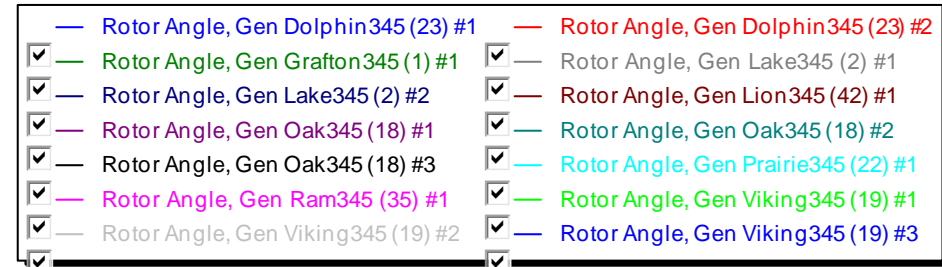 Rotor Angle, Gen Dolphin345 (23) #1 Rotor Angle, Gen Dolphin345 (23) #2
Rotor Angle, Gen Grafton345 (1) #1 Rotor Angle, Gen Lake345 (2) #1
Rotor Angle, Gen Lake345 (2) #2 Rotor Angle, Gen Lion345 (42) #1
Rotor Angle, Gen Oak345 (18) #1 Rotor Angle, Gen Oak345 (18) #2
Rotor Angle, Gen Oak345 (18) #3 Rotor Angle, Gen Prairie345 (22) #1
Rotor Angle, Gen Ram345 (35) #1 Rotor Angle, Gen Viking345 (19) #1
Rotor Angle, Gen Viking345 (19) #2 Rotor Angle, Gen Viking345 (19) #3